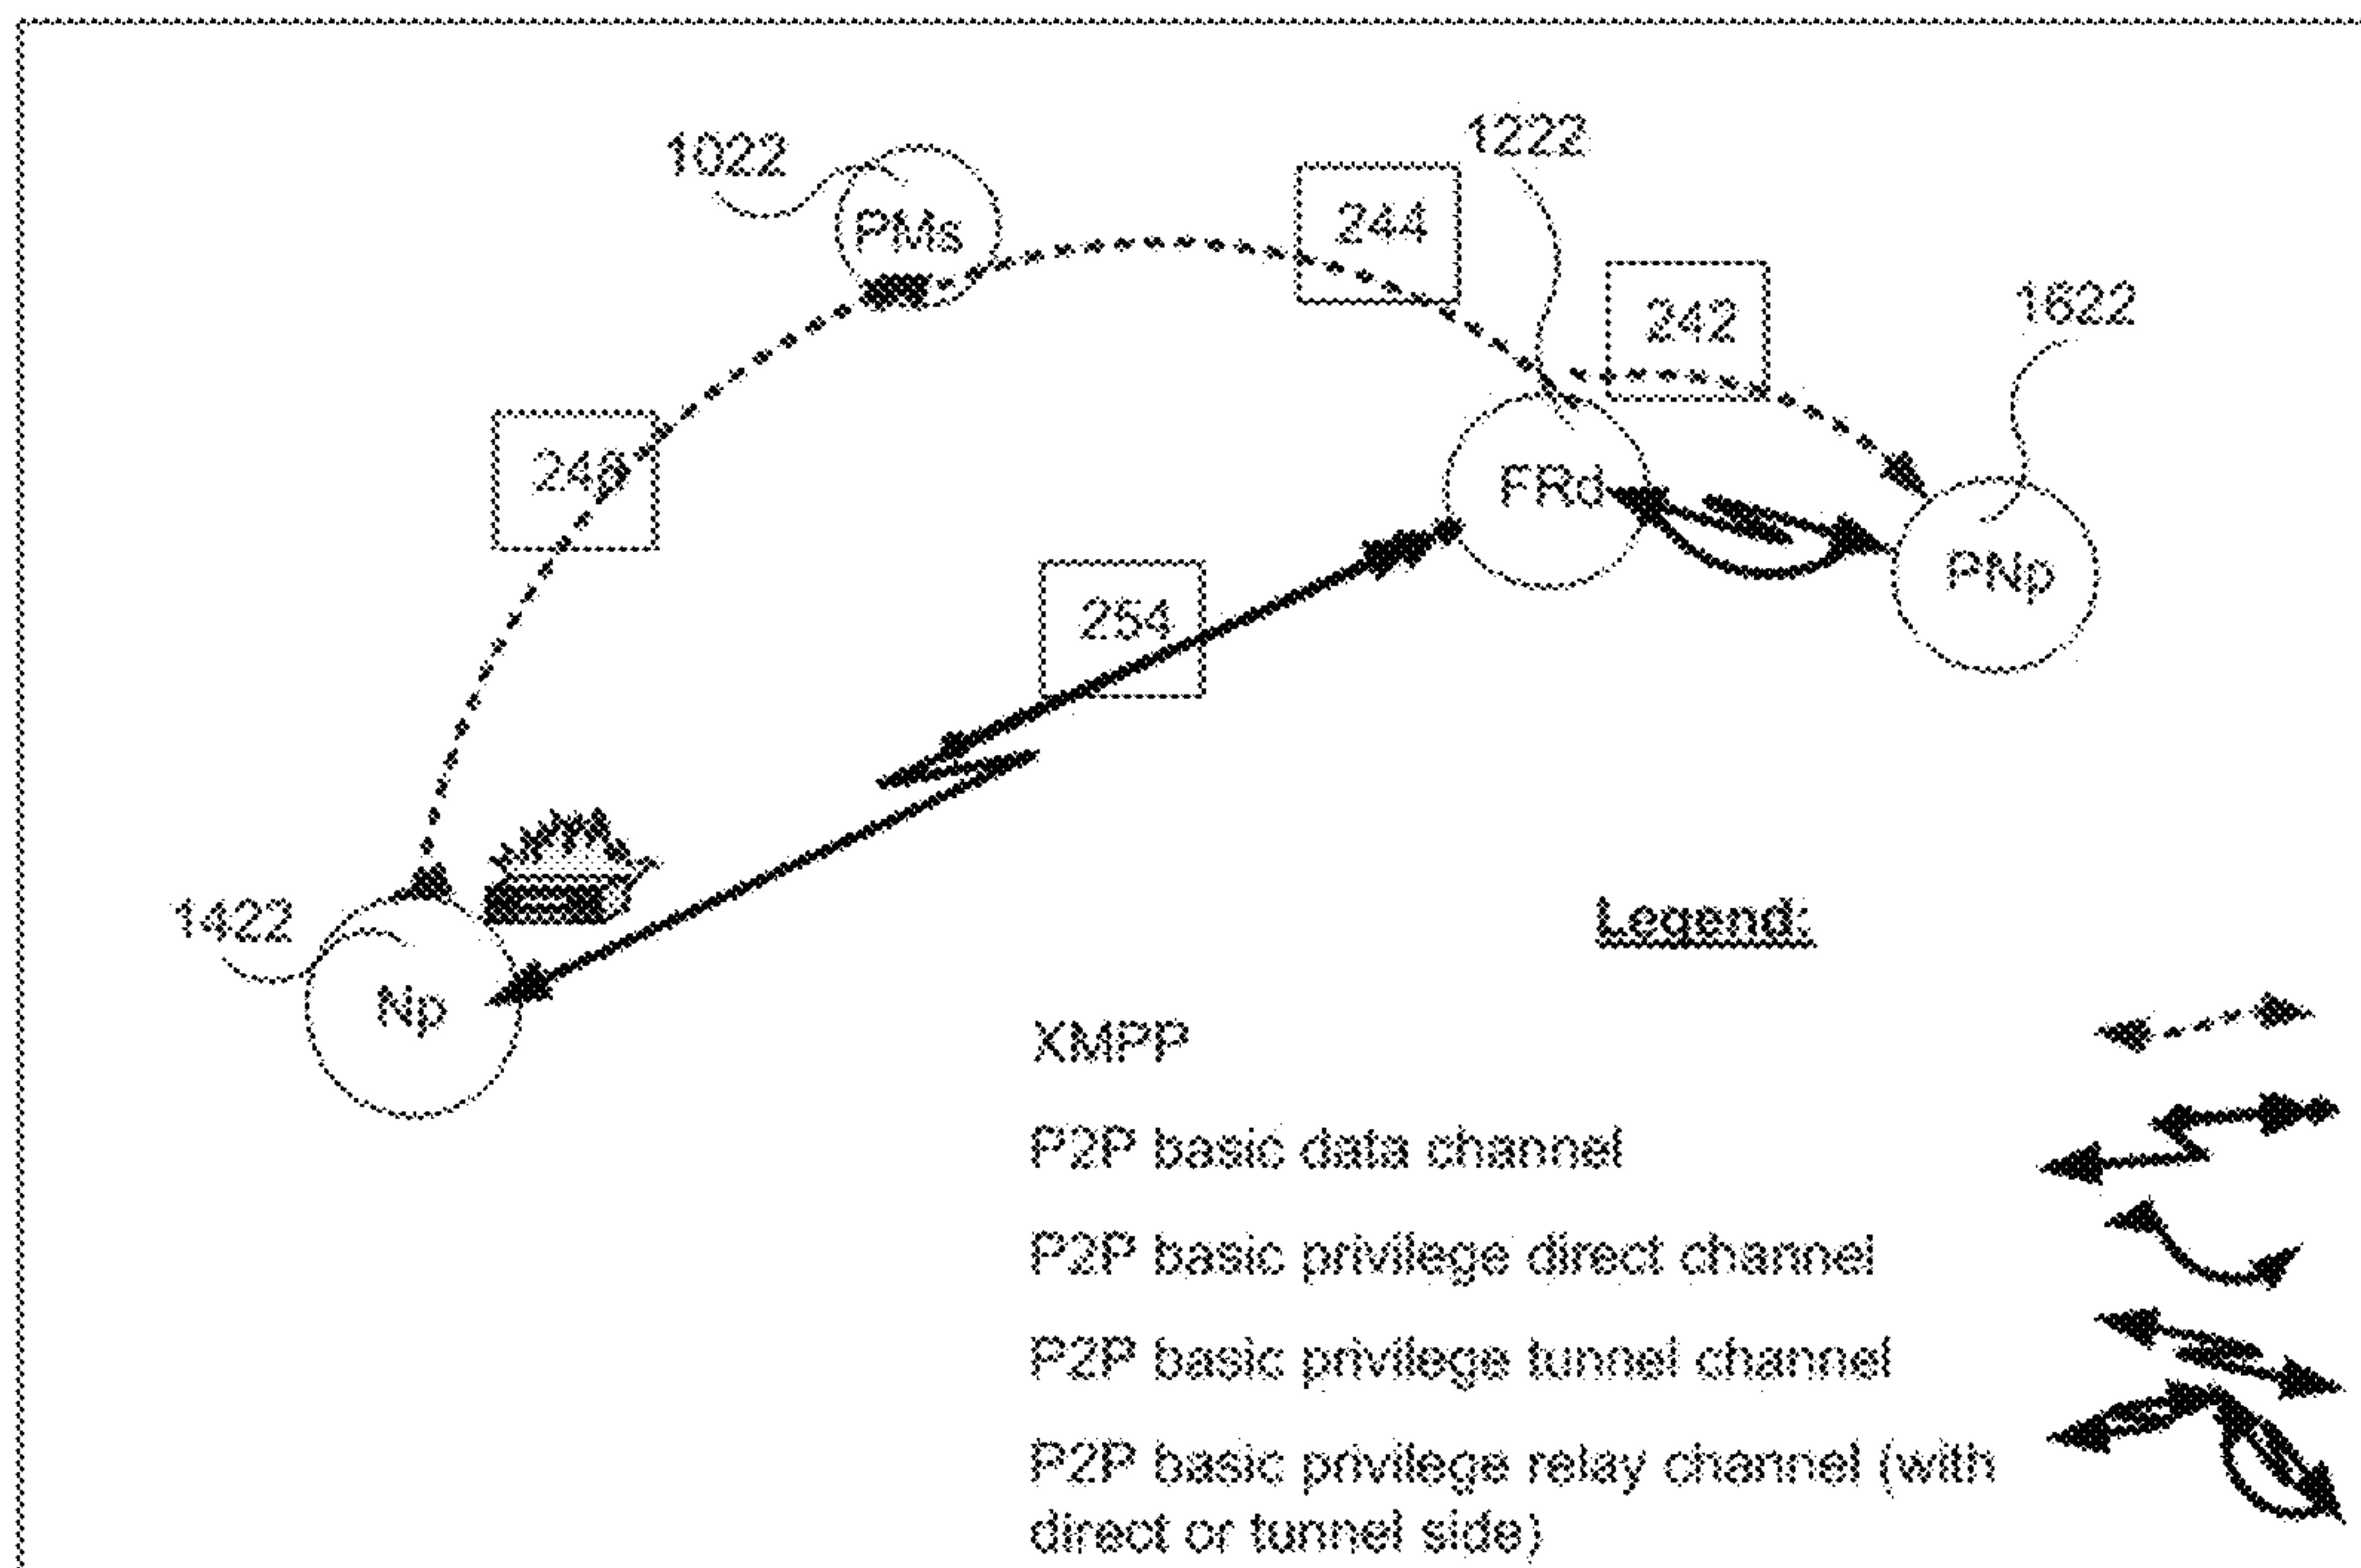 1022
1222
PMs
244
242
1622
FRd
PNp
254
1422
Np
Legend:
XMPP
P2P basic data channel
P2P basic privilege direct channel
P2P basic privilege tunnel channel
P2P basic privilege relay channel (with
direct or tunnel side)